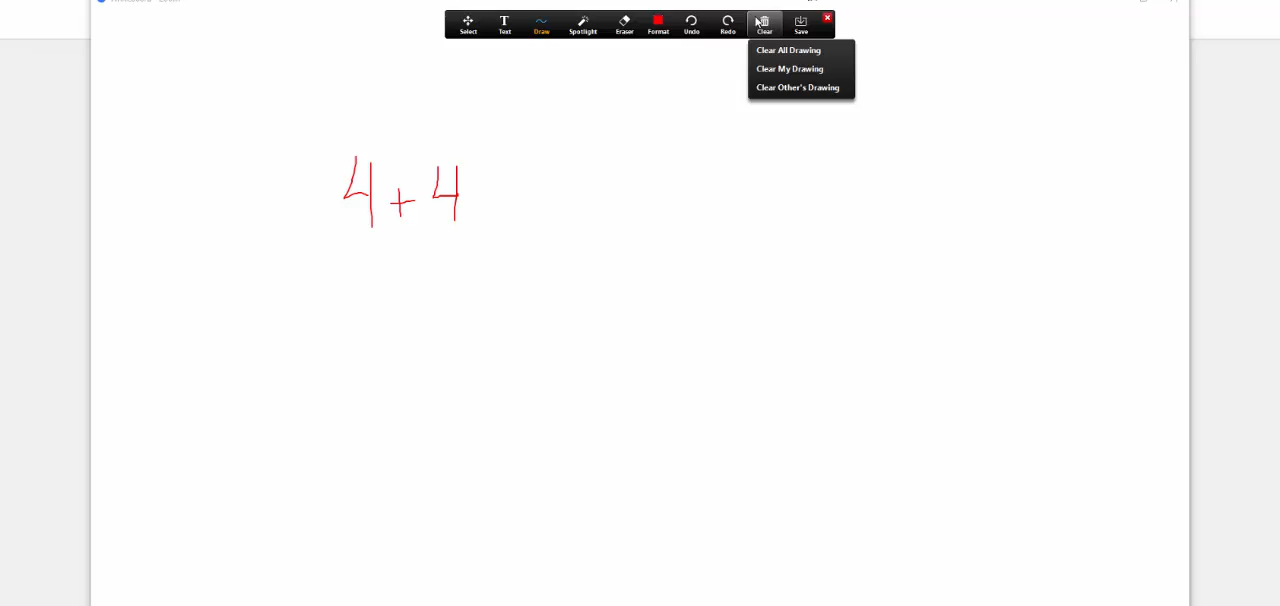 Select Text Draw Spotlight Eraser Format Undo Redo Clear Save
Clear All Drawing
Clear My Drawing
Clear Other's Drawing
4 + 4